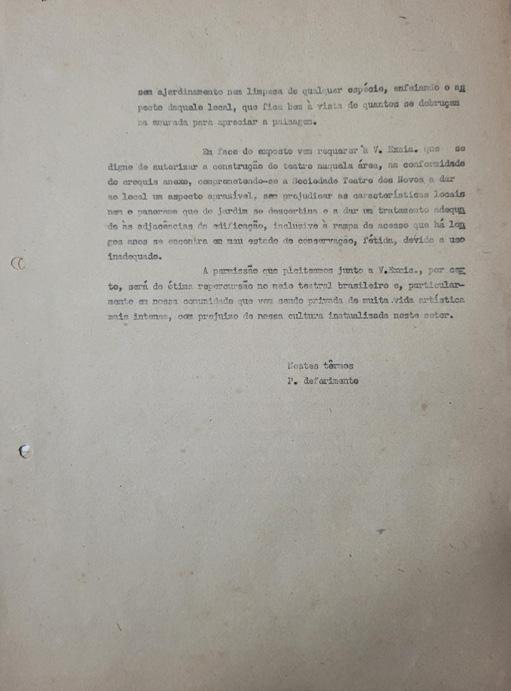 sem ajardinamento nem limpesa de qualquer espécie, enfeiando o as
pecto daquele local, que fica bem à vista de quantos se debruçam
na murada para apreciar a paisagem.
Em face do exposto vem requerer à V. Excia. que se
digne de autorizar a construção do teatro naquela área, na conformidade
do croquis anexo, comprometendo-se a Sociedade Teatro dos Novos a dar
ao local um aspecto aprasível, sem prejudicar as características locais
nem o panorama que do jardim se descortina e a dar um tratamento adequa
do às adjacências da edificação, inclusive à rampa de acesso que há lon
gos anos se encontra em mau estado de conservação, fétida, devido a uso
inadequado.
A permissão que pleiteamos junto a V.Excia., por cer
to, será de ótima repercursão no meio teatral brasileiro e, particular-
mente em nossa comunidade que vem sendo privada de muita vida artística
mais intensa, com prejuizo de nossa cultura inatualizada neste setor.
Nestes têrmos
P. deferimento